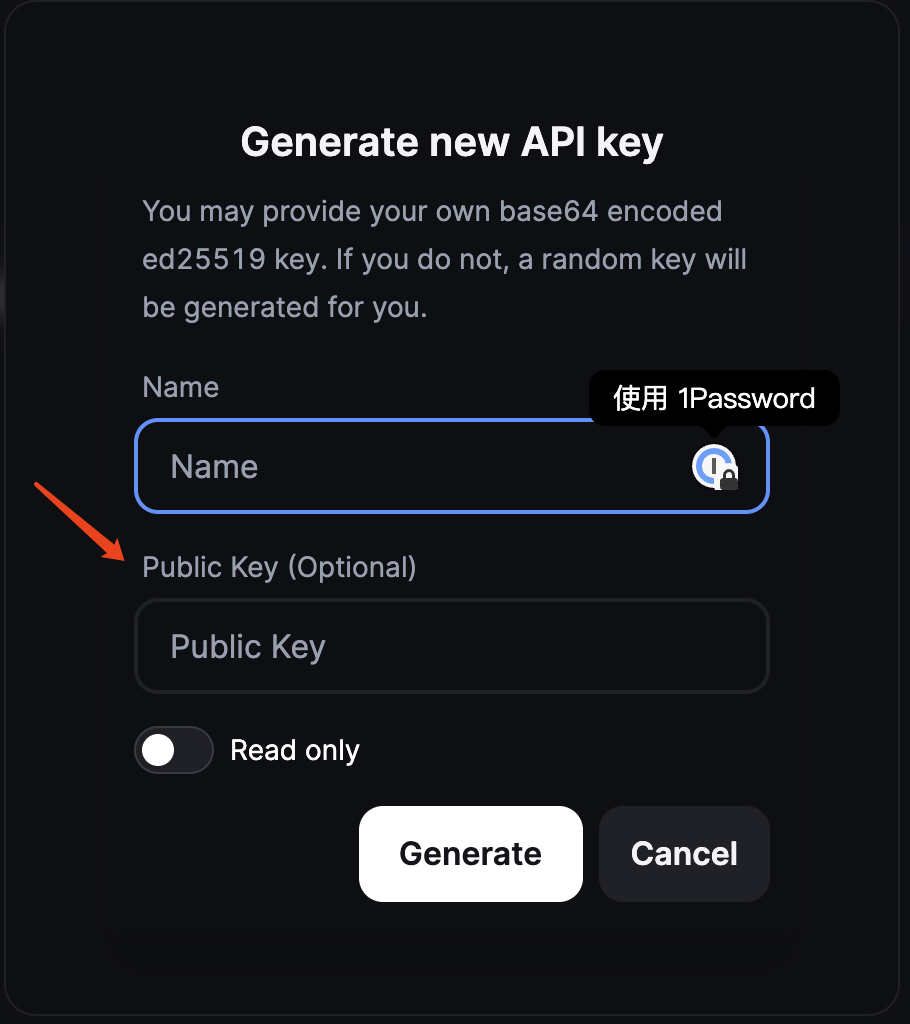 Generate new API key
You may provide your own base64 encoded
ed25519 key. If you do not, a random key will
be generated for you.
Name
使用 1Password
Name
Public Key (Optional)
Public Key
Read only
Generate
Cancel